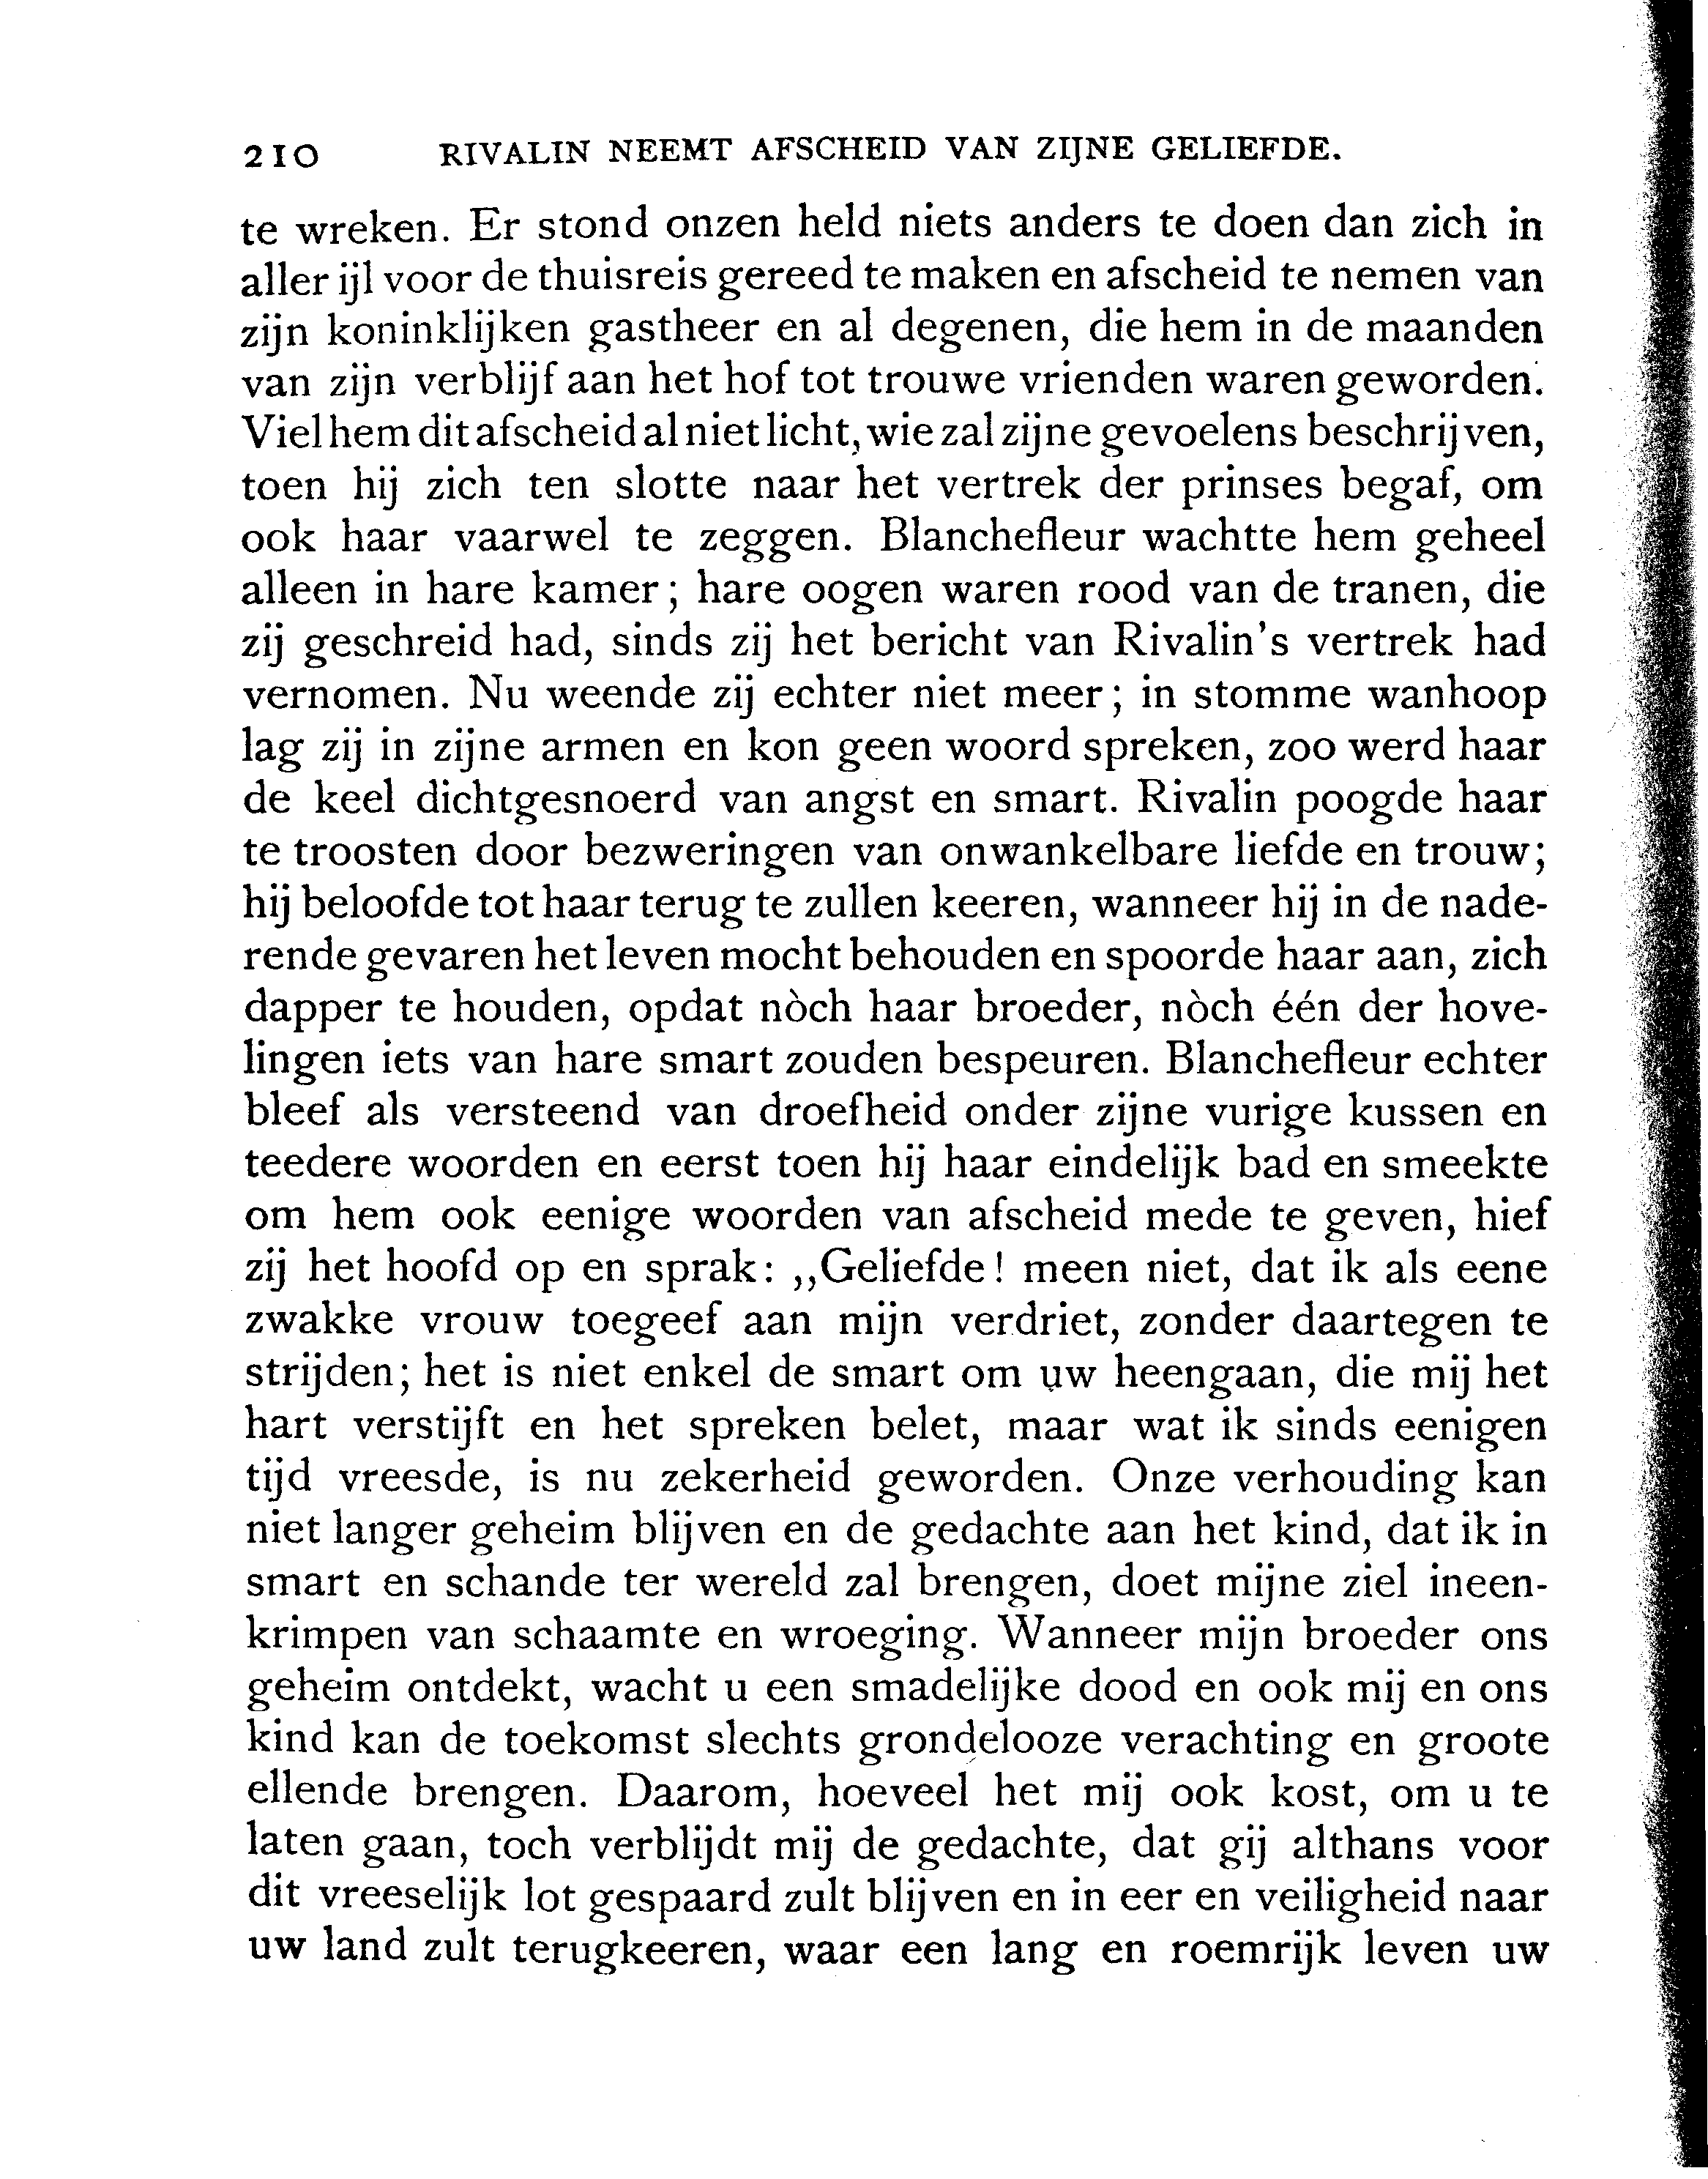 210 RIVALIN NEEMT AFSCHEID VAN ZIJNE GELIEFDE.
te wreken. Er stond onzen held niets anders te doen dan zich in
aller ijl voor de thuisreis gereed te maken en afscheid te nemen van
zijn koninklijken gastheer en al degenen, die hem in de maanden
van zijn verblijf aan het hof tot trouwe vrienden waren geworden.
Viel hem dit afscheid al niet licht, wie zal zijne gevoelens beschrijven,
toen hij zich ten slotte naar het vertrek der prinses begaf, om
ook haar vaarwel te zeggen. Blanchefleur wachtte hem geheel
alleen in hare kamer; hare oogen waren rood van de tranen, die
zij geschreid had, sinds zij het bericht van Rivalin's vertrek had
vernomen. Nu weende zij echter niet meer; in stomme wanhoop
lag zij in zijne armen en kon geen woord spreken, zoo werd haar
de keel dichtgesnoerd van angst en smart. Rivalin poogde haar
te troosten door bezweringen van onwankelbare liefde en trouw;
hij beloofde tot haar terug te zullen keeren, wanneer hij in de nade-
rende gevaren het leven mocht behouden en spoorde haar aan, zich
dapper te houden, opdat nòch haar broeder, nòch één der hove-
lingen iets van hare smart zouden bespeuren. Blanchefleur echter
bleef als versteend van droefheid onder zijne vurige kussen en
teedere woorden en eerst toen hij haar eindelijk bad en smeekte
om hem ook eenige woorden van afscheid mede te geven, hief
zij het hoofd op en sprak: ,,Geliefde! meen niet, dat ik als eene
zwakke vrouw toegeef aan mijn verdriet, zonder daartegen te
strijden; het is niet enkel de smart om uw heengaan, die mij het
hart verstijft en het spreken belet, maar wat ik sinds eenigen
tijd vreesde, is nu zekerheid geworden. Onze verhouding kan
niet langer geheim blijven en de gedachte aan het kind, dat ik in
smart en schande ter wereld zal brengen, doet mijne ziel ineen-
krimpen van schaamte en wroeging. Wanneer mijn broeder ons
geheim ontdekt, wacht u een smadelijke dood en ook mij en ons
kind kan de toekomst slechts grondelooze verachting en groote
ellende brengen. Daarom, hoeveel het mij ook kost, om u te
laten gaan, toch verblijdt mij de gedachte, dat gij althans voor
dit vreeselijk lot gespaard zult blijven en in eer en veiligheid naar
uw land zult terugkeeren, waar een lang en roemrijk leven uw